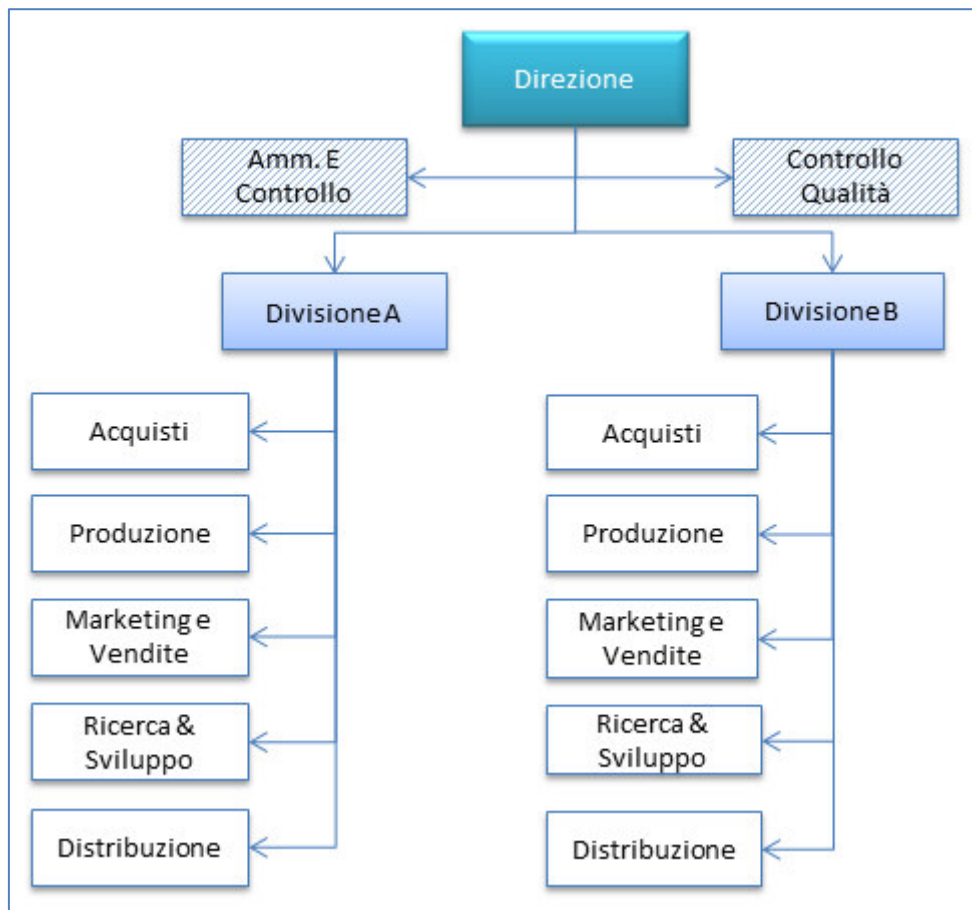 Direzione
Amm. E
Controllo
Controllo
Qualità
Divisione A
Divisione B
Acquisti
Produzione
Marketing e
Vendite
Ricerca &
Sviluppo
Distribuzione
Acquisti
Produzione
Marketing e
Vendite
Ricerca &
Sviluppo
Distribuzione